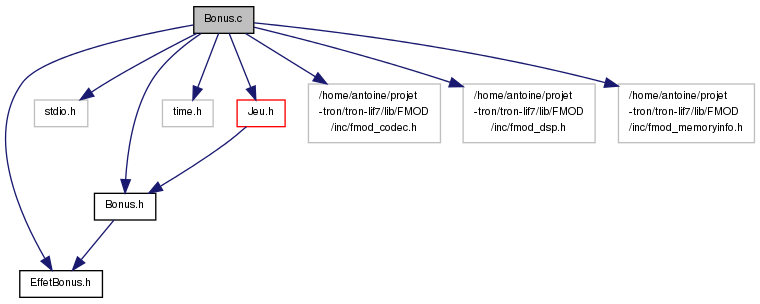 Bonus.c
stdio.h
time.h
Jeu.h
/home/antoine/projet
-tron/tron-lif7/lib/FMOD
/inc/fmod_codec.h
/home/antoine/projet
-tron/tron-lif7/lib/FMOD
/inc/fmod_dsp.h
/home/antoine/projet
-tron/tron-lif7/lib/FMOD
/inc/fmod_memoryinfo.h
Bonus.h
EffetBonus.h